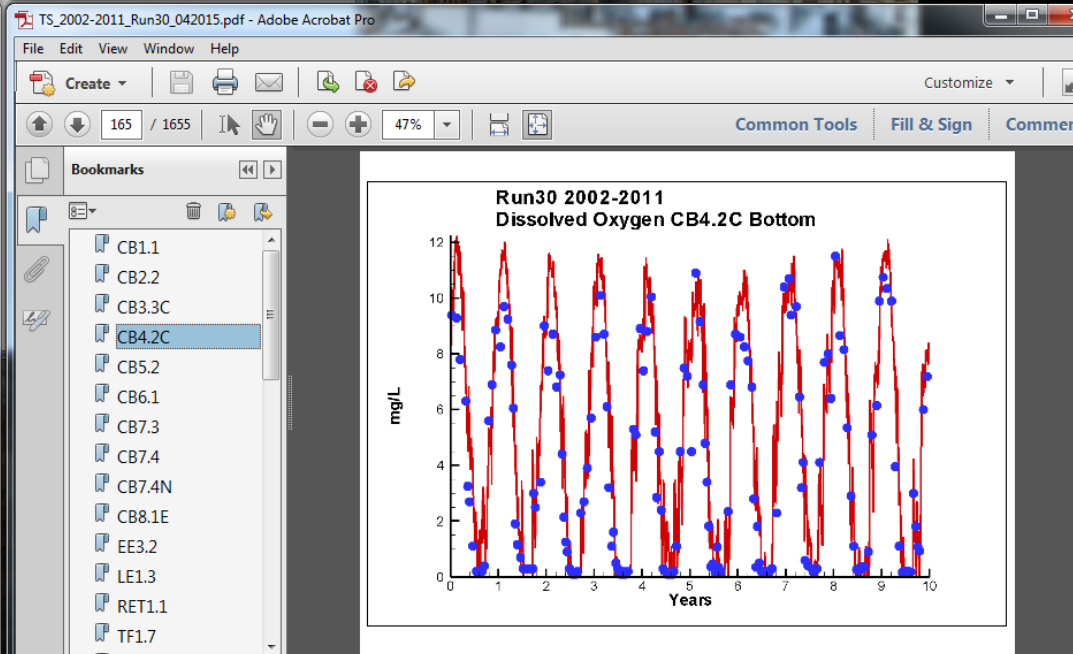 TS_2002-2011_Run30_042015.pdf - Adobe Acrobat Pro
File Edit View Window Help
Create Customize
165 / 1655 47% Common Tools Fill & Sign Commen
Bookmarks
CB1.1
CB2.2
CB3.3C
CB4.2C
CB5.2
CB6.1
CB7.3
CB7.4
CB7.4N
CB8.1E
EE3.2
LE1.3
RET1.1
TF1.7
Run30 2002-2011
Dissolved Oxygen CB4.2C Bottom
12
10
8
6
4
2
0
mg/L
0 1 2 3 4 5 6 7 8 9 10
Years